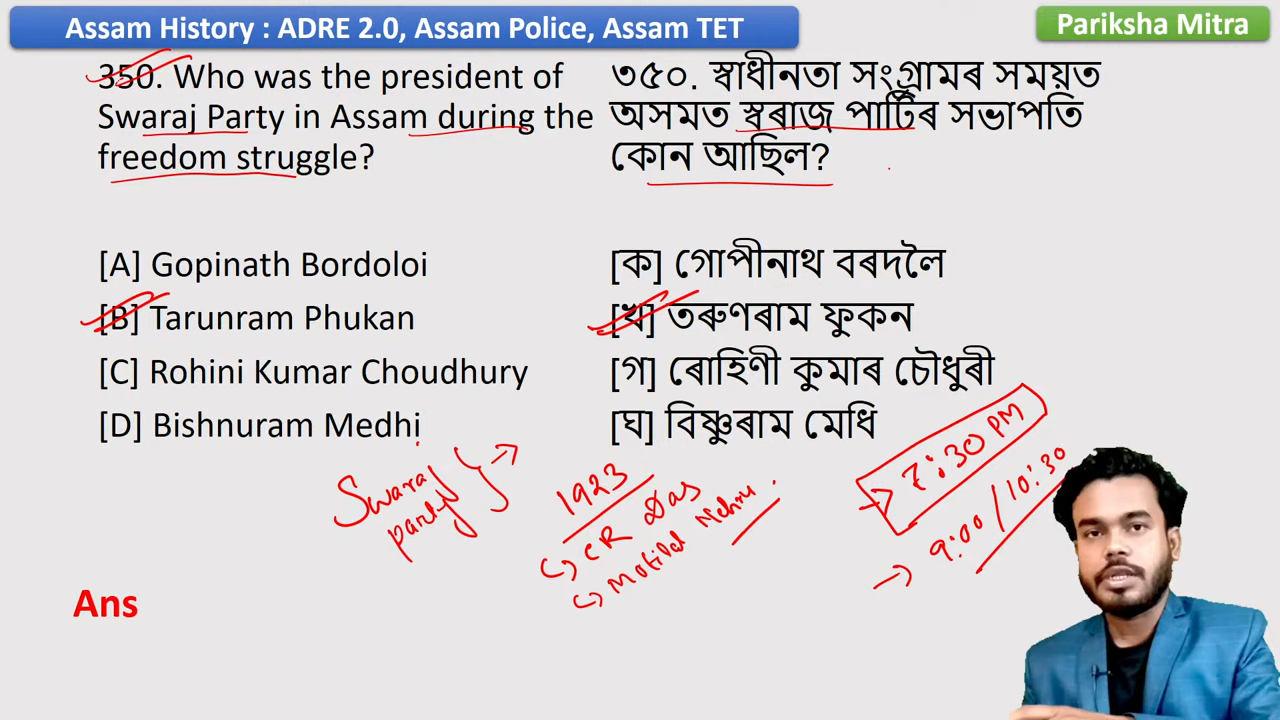 Assam History : ADRE 2.0, Assam Police, Assam TET
Pariksha Mitra
350. Who was the president of
Swaraj Party in Assam during the
freedom struggle?
৩৫০. স্বাধীনতা সংগ্ৰামৰ সময়ত
অসমত স্বৰাজ পাৰ্টিৰ সভাপতি
কোন আছিল?
[A] Gopinath Bordoloi
[B] Tarunram Phukan
[C] Rohini Kumar Choudhury
[D] Bishnuram Medhi
[ক] গোপীনাথ বৰদলৈ
[খ] তৰুণৰাম ফুকন
[গ] ৰোহিণী কুমাৰ চৌধুৰী
[ঘ] বিষ্ণুৰাম মেধি
Swaraj
party
1923
CR Das
Motilal Nehru
7:30 PM
9:00 / 10:30
Ans